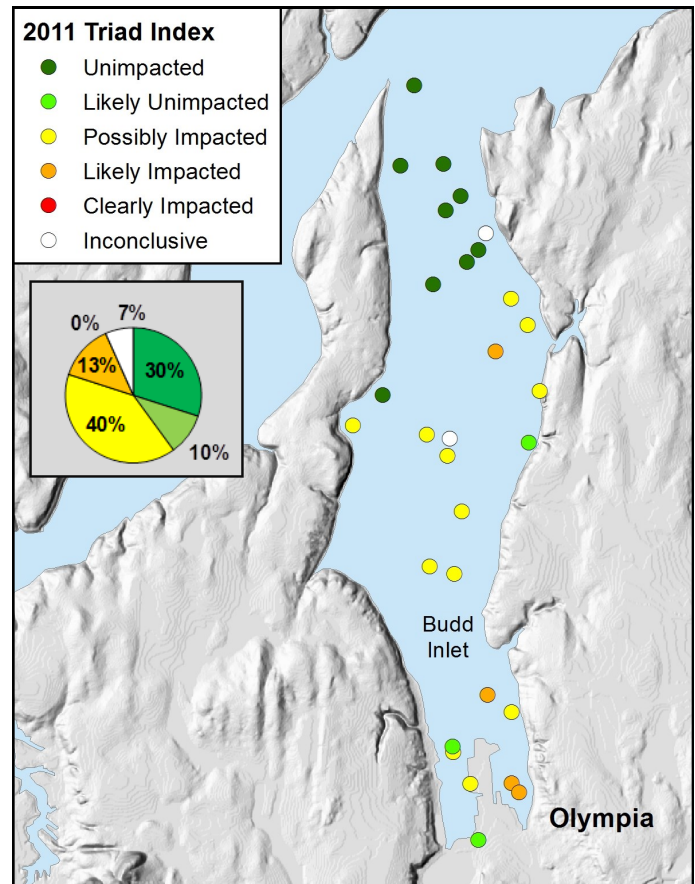 2011 Triad Index
Unimpacted
Likely Unimpacted
Possibly Impacted
Likely Impacted
Clearly Impacted
Inconclusive
7%
0%
13%
30%
40%
10%
Budd
Inlet
Olympia